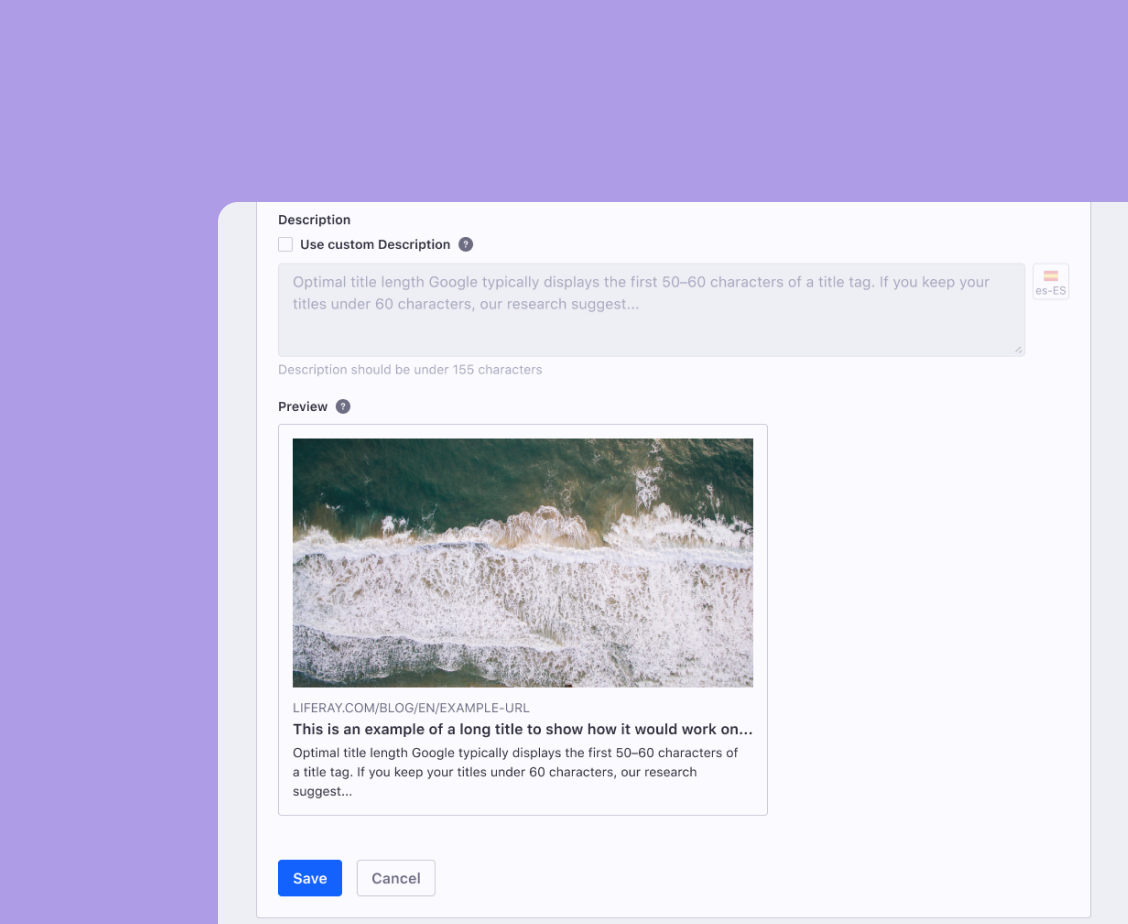 Description
Use custom Description ?
Optimal title length Google typically displays the first 50–60 characters of a title tag. If you keep your
titles under 60 characters, our research suggest...
es-ES
Description should be under 155 characters
Preview ?
LIFERAY.COM/BLOG/EN/EXAMPLE-URL
This is an example of a long title to show how it would work on...
Optimal title length Google typically displays the first 50–60 characters of
a title tag. If you keep your titles under 60 characters, our research
suggest...
Save
Cancel